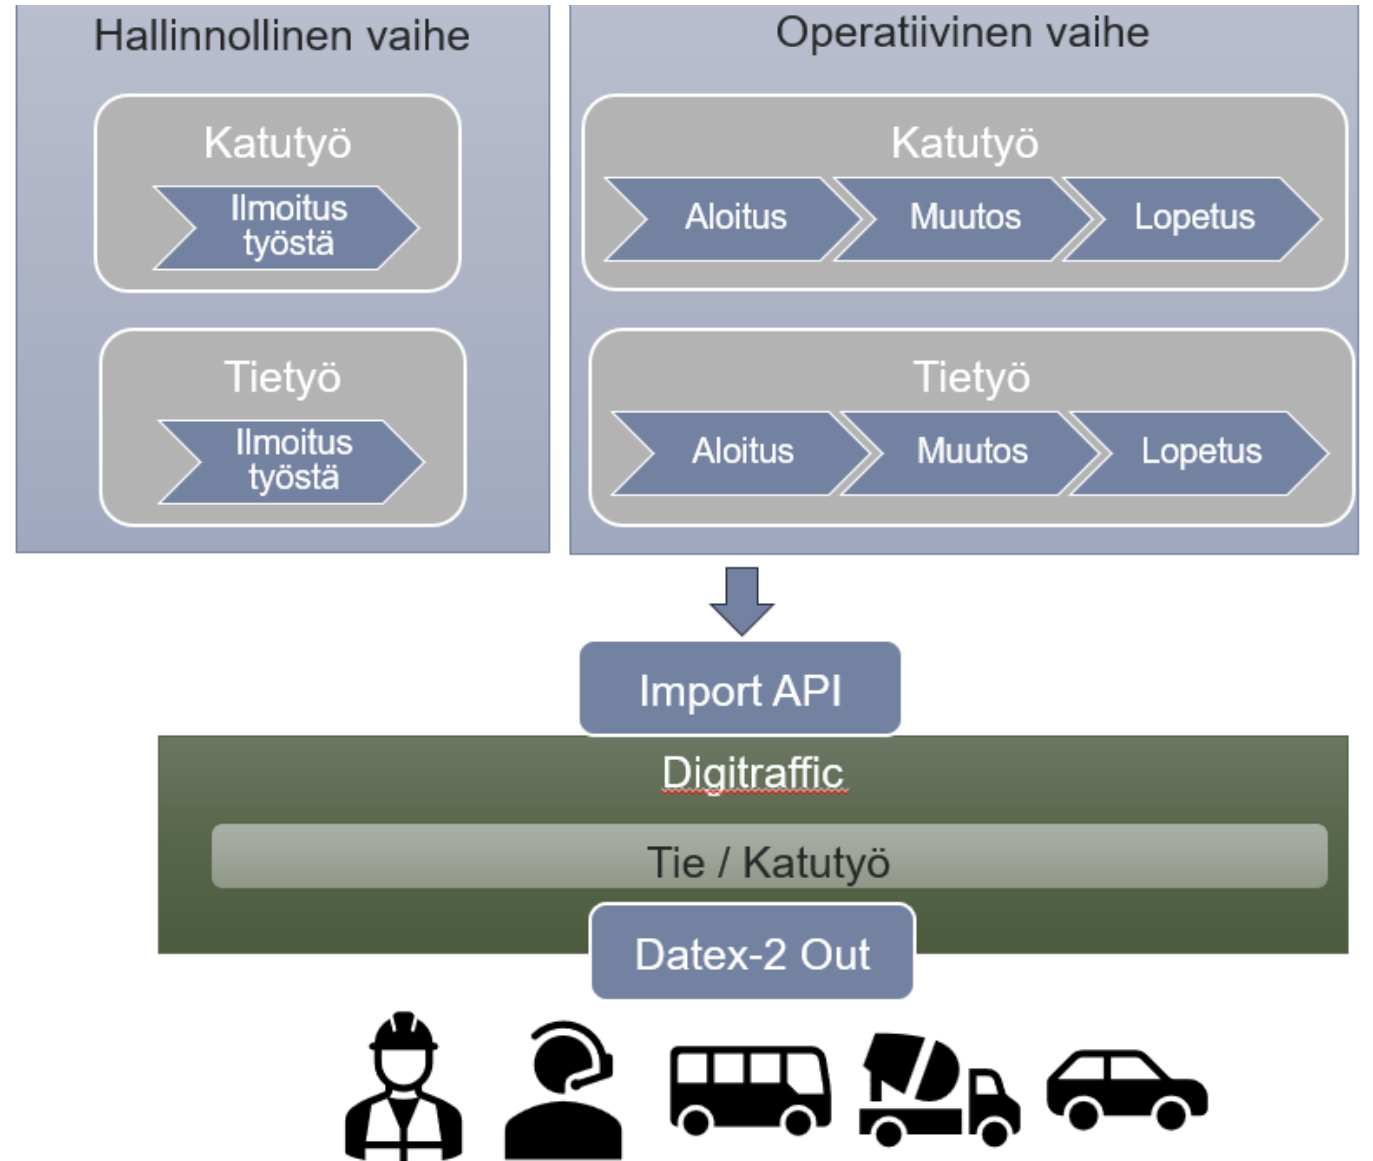 Hallinnollinen vaihe
Katutyö
Ilmoitus
työstä
Tietyö
Ilmoitus
työstä
Operatiivinen vaihe
Katutyö
Aloitus
Muutos
Lopetus
Tietyö
Aloitus
Muutos
Lopetus
Import API
Digitraffic
Tie / Katutyö
Datex-2 Out